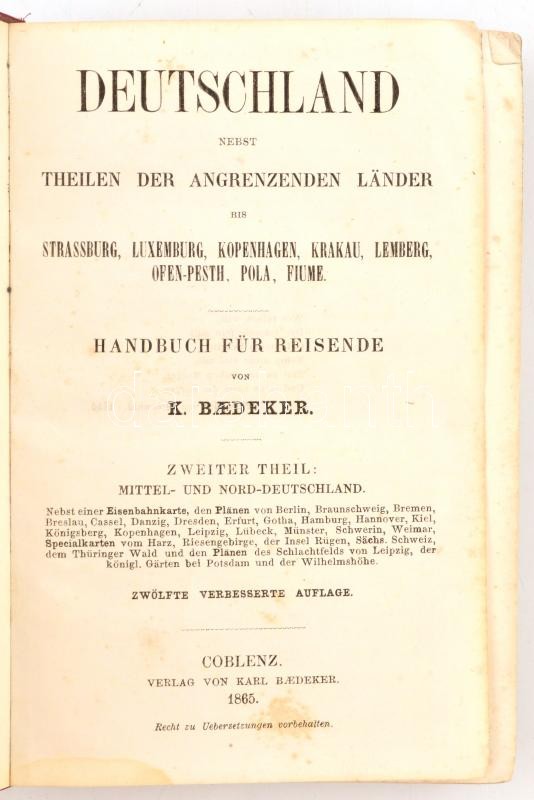 DEUTSCHLAND
NEBST
THEILEN DER ANGRENZENDEN LÄNDER
BIS
STRASSBURG, LUXEMBURG, KOPENHAGEN, KRAKAU, LEMBERG,
OFEN-PESTH, POLA, FIUME.
HANDBUCH FÜR REISENDE
VON
K. BÆDEKER.
ZWEITER THEIL:
MITTEL- UND NORD-DEUTSCHLAND.
Nebst einer Eisenbahnkarte, den Plänen von Berlin, Braunschweig, Bremen,
Breslau, Cassel, Danzig, Dresden, Erfurt, Gotha, Hamburg, Hannover, Kiel,
Königsberg, Kopenhagen, Leipzig, Lübeck, Münster, Schwerin, Weimar,
Specialkarten vom Harz, Riesengebirge, der Insel Rügen, Sächs. Schweiz,
dem Thüringer Wald und den Plänen des Schlachtfelds von Leipzig, der
königl. Gärten bei Potsdam und der Wilhelmshöhe.
ZWÖLFTE VERBESSERTE AUFLAGE.
COBLENZ.
VERLAG VON KARL BÆDEKER.
1865.
Recht zu Uebersetzungen vorbehalten.